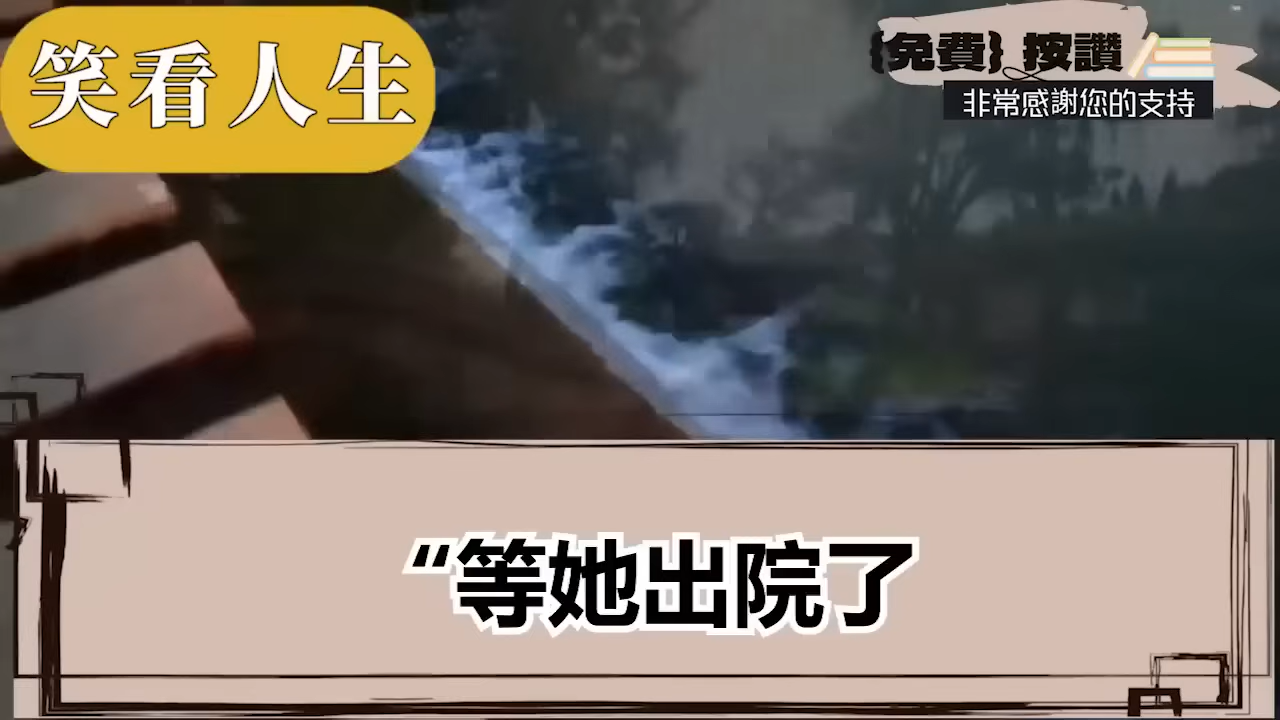 笑看人生
{免費} 按讚
非常感謝您的支持
“等她出院了